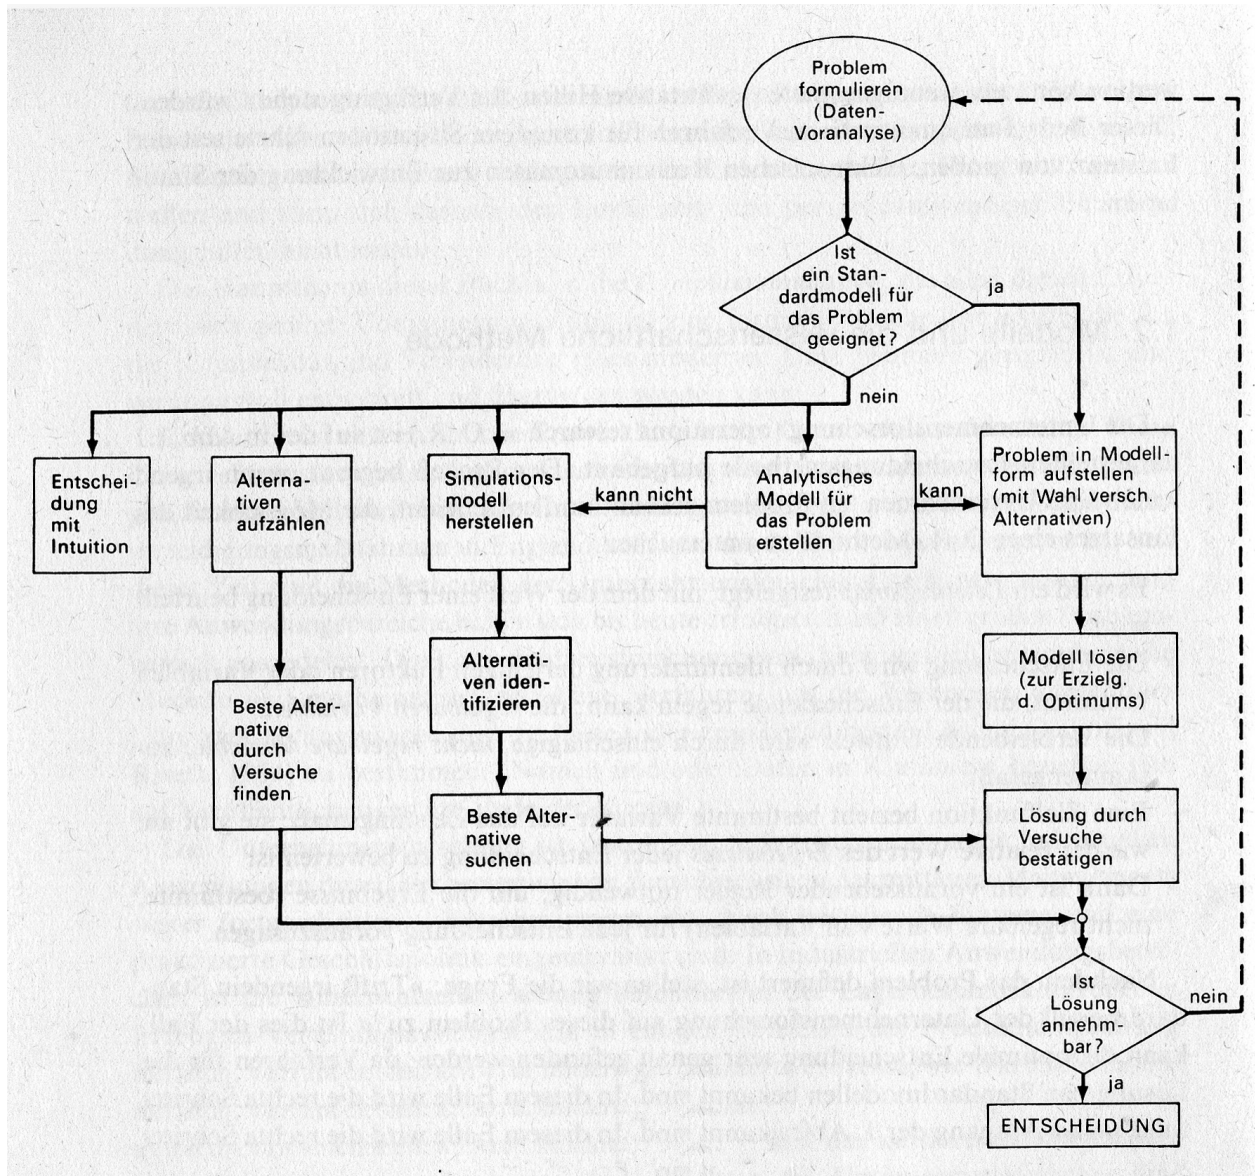 Problem
formulieren
(Daten-
Voranalyse)
Ist
ein Stan-
dardmodell für
das Problem
geeignet?
ja
nein
Entschei-
dung
mit
Intuition
Alterna-
tiven
aufzählen
Simulations-
modell
herstellen
kann nicht
Analytisches
Modell für
das Problem
erstellen
kann
Problem in Modell-
form aufstellen
(mit Wahl versch.
Alternativen)
Beste Alter-
native
durch
Versuche
finden
Alternati-
ven iden-
tifizieren
Modell lösen
(zur Erzielg.
d. Optimums)
Beste Alter-
native
suchen
Lösung durch
Versuche
bestätigen
Ist
Lösung
annehm-
bar?
nein
ja
ENTSCHEIDUNG